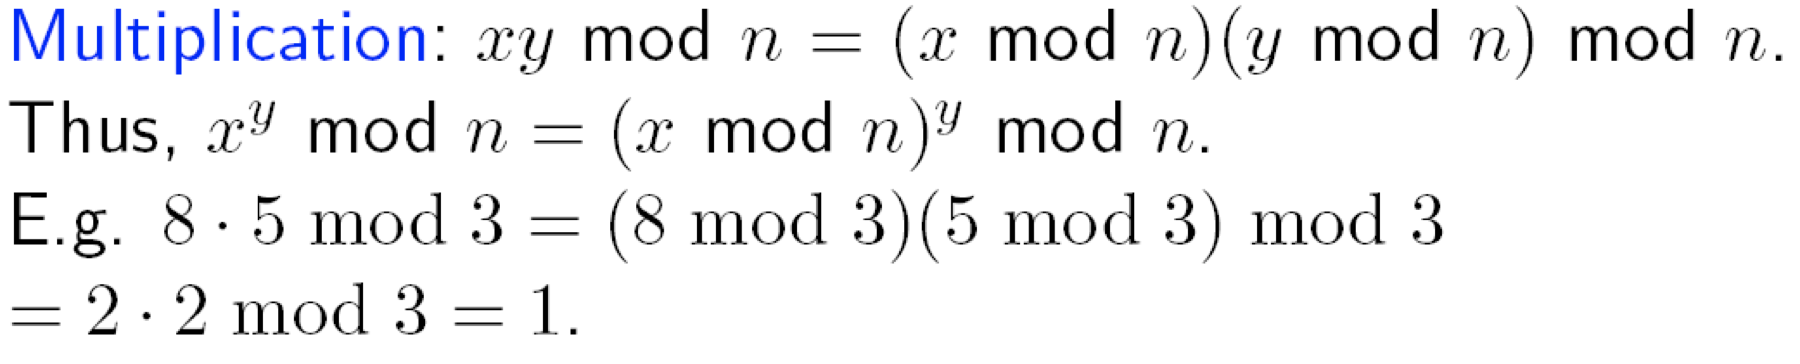 Multiplication: xy mod n = (x mod n)(y mod n) mod n.
Thus, x^y mod n = (x mod n)^y mod n.
E.g. 8 · 5 mod 3 = (8 mod 3)(5 mod 3) mod 3
= 2 · 2 mod 3 = 1.